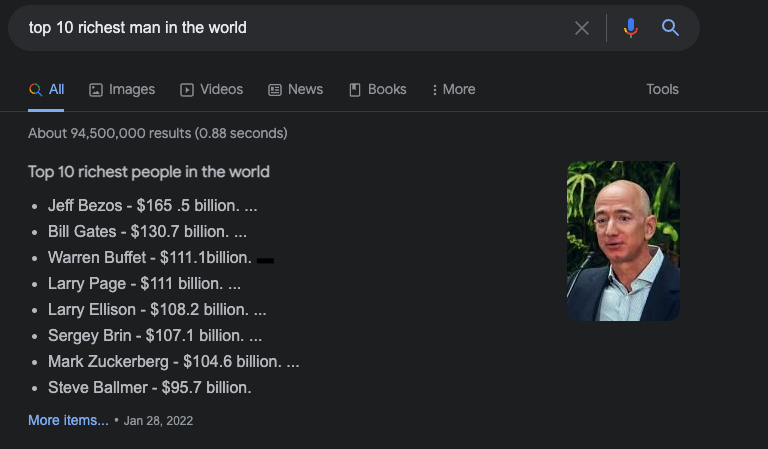 top 10 richest man in the world
All Images Videos News Books More Tools
About 94,500,000 results (0.88 seconds)
Top 10 richest people in the world
• Jeff Bezos - $165 .5 billion. ...
• Bill Gates - $130.7 billion. ...
• Warren Buffet - $111.1billion.
• Larry Page - $111 billion. ...
• Larry Ellison - $108.2 billion. ...
• Sergey Brin - $107.1 billion. ...
• Mark Zuckerberg - $104.6 billion. ...
• Steve Ballmer - $95.7 billion.
More items... • Jan 28, 2022